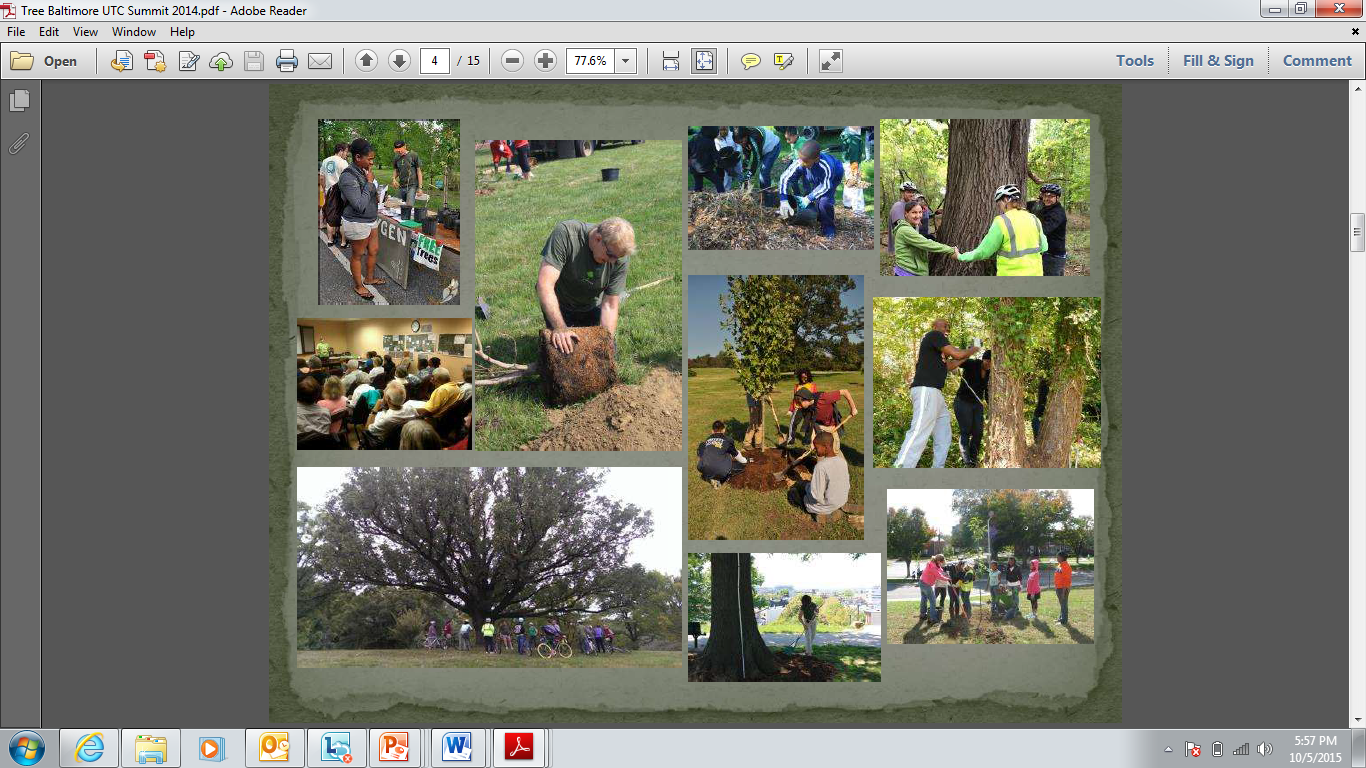 Tree Baltimore UTC Summit 2014.pdf - Adobe Reader
File Edit View Window Help
Open 4 / 15 77.6% Tools Fill & Sign Comment
YGEN
FREE
Trees
5:57 PM
10/5/2015